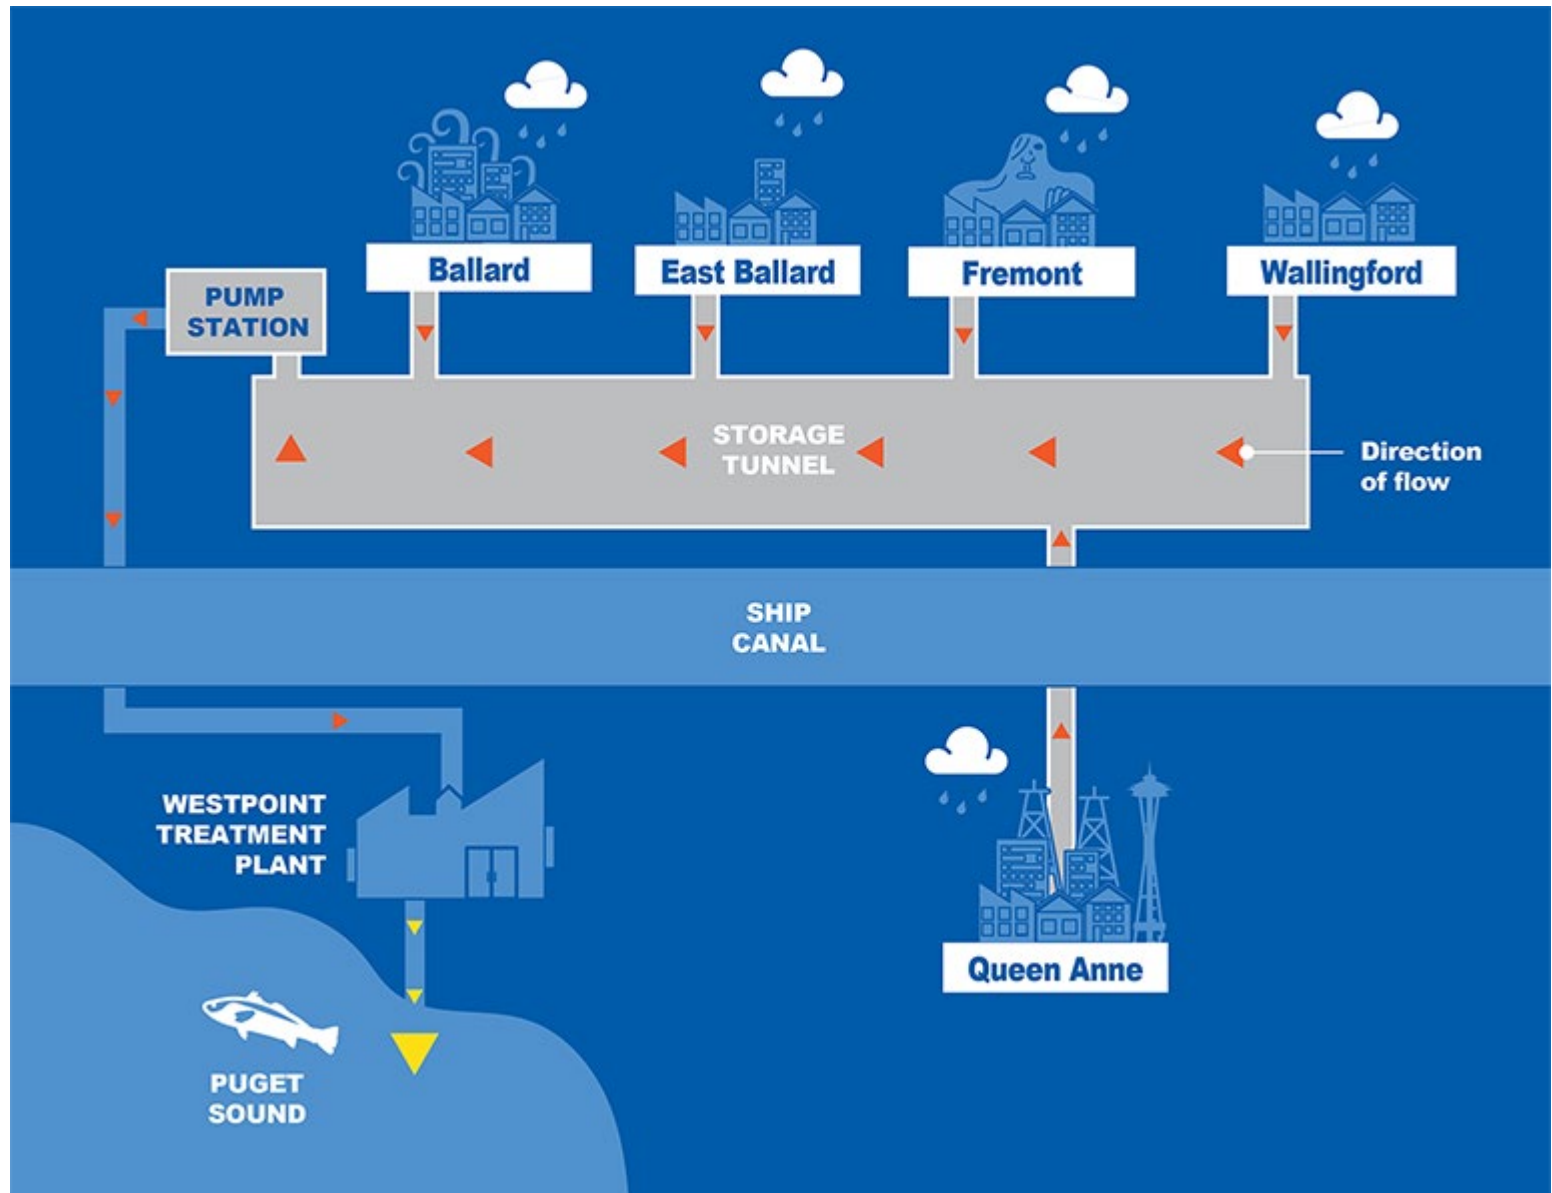 Ballard
East Ballard
Fremont
Wallingford
PUMP
STATION
STORAGE
TUNNEL
Direction
of flow
SHIP
CANAL
WESTPOINT
TREATMENT
PLANT
Queen Anne
PUGET
SOUND